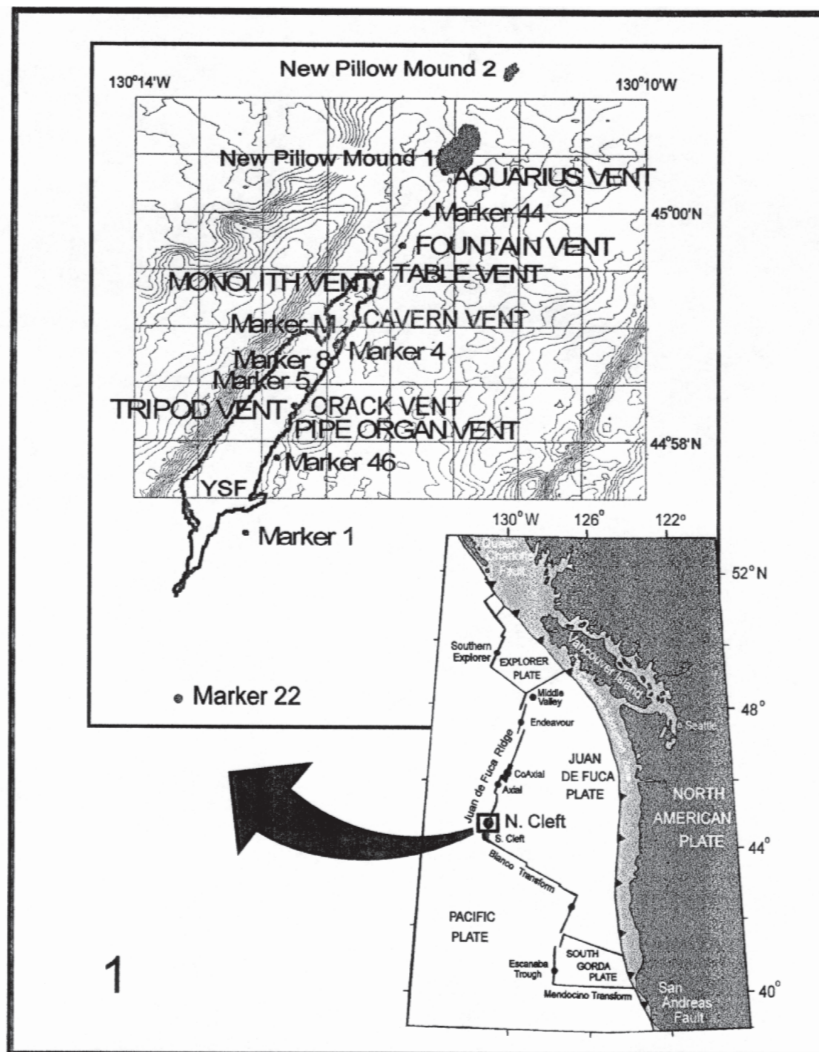 New Pillow Mound 2
130°14'W
130°10'W
New Pillow Mound 1
AQUARIUS VENT
Marker 44
45°00'N
FOUNTAIN VENT
TABLE VENT
MONOLITH VENT
Marker M
CAVERN VENT
Marker 8
Marker 4
Marker 5
TRIPOD VENT
CRACK VENT
PIPE ORGAN VENT
44°58'N
Marker 46
YSF
Marker 1
Marker 22
130°W
126°
122°
Queen
Charlotte
Fault
52°N
Vancouver Island
Southern
Explorer
EXPLORER
PLATE
Middle
Valley
Seattle
48°
Endeavour
Juan de Fuca Ridge
JUAN
DE FUCA
PLATE
CoAxial
Axial
NORTH
AMERICAN
PLATE
N. Cleft
S. Cleft
44°
Blanco Transform
PACIFIC
PLATE
Escanaba
Trough
SOUTH
GORDA
PLATE
Mendocino Transform
40°
San
Andreas
Fault
1